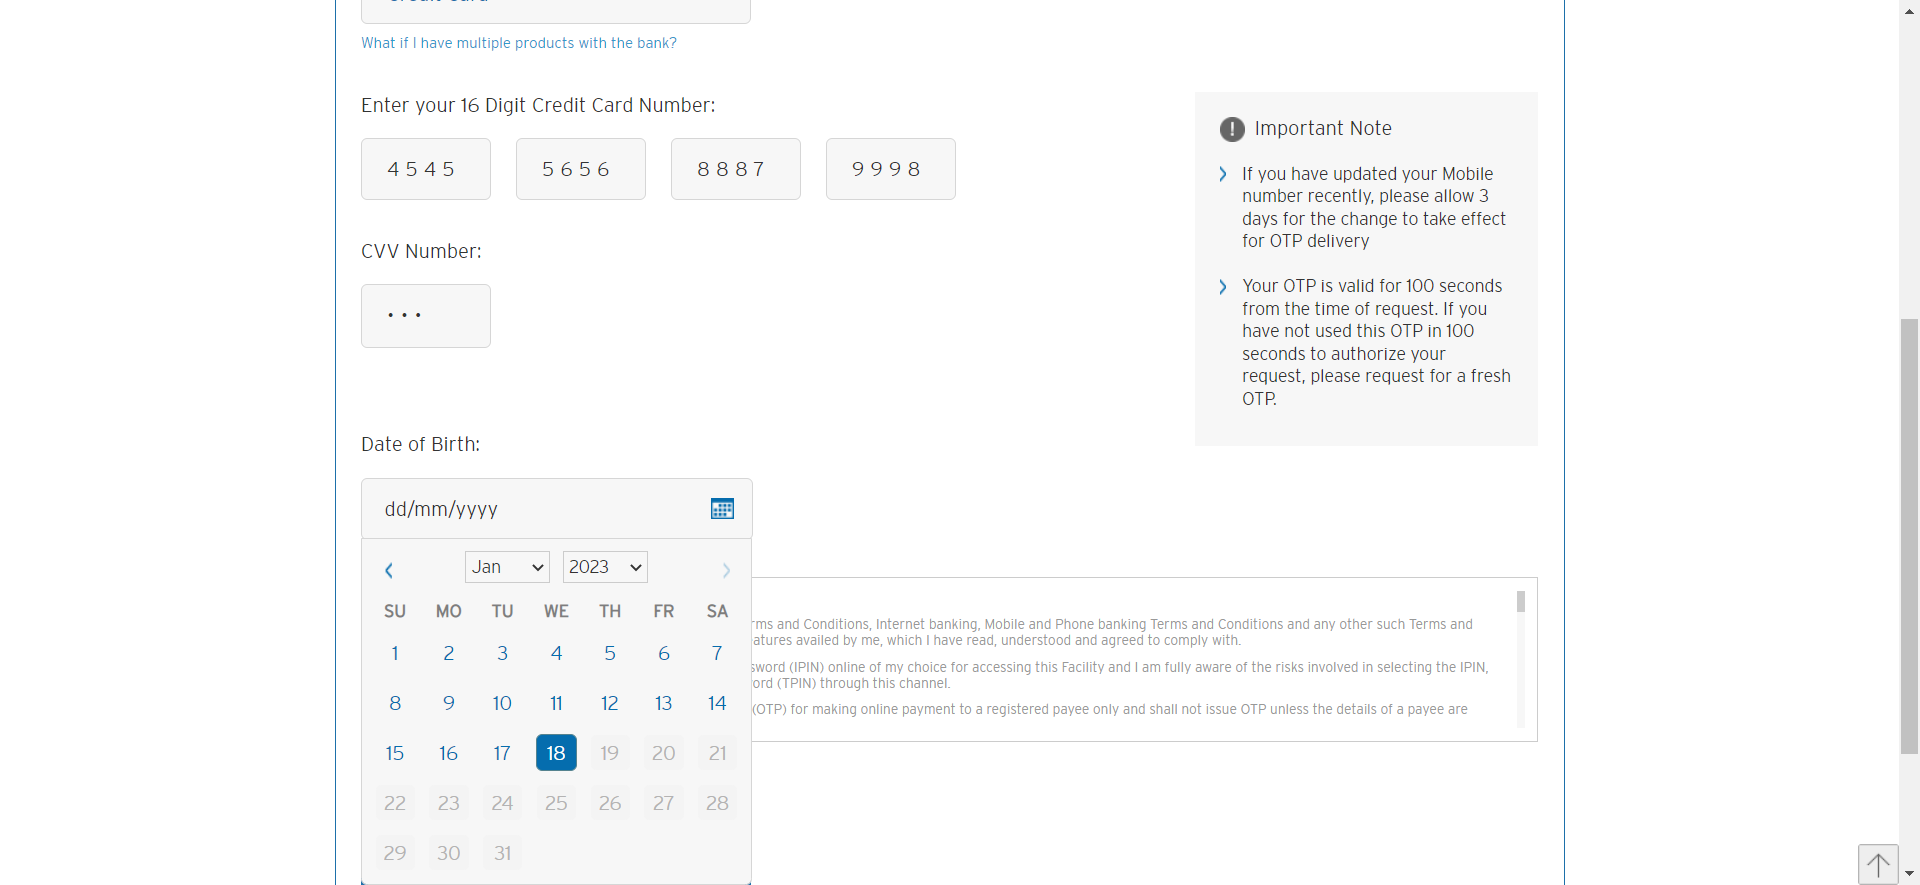 What if I have multiple products with the bank?
Enter your 16 Digit Credit Card Number:
4545 5656 8887 9998
CVV Number:
•••
Date of Birth:
dd/mm/yyyy
Jan 2023
SU MO TU WE TH FR SA
1 2 3 4 5 6 7
8 9 10 11 12 13 14
15 16 17 18 19 20 21
22 23 24 25 26 27 28
29 30 31
Important Note
If you have updated your Mobile
number recently, please allow 3
days for the change to take effect
for OTP delivery
Your OTP is valid for 100 seconds
from the time of request. If you
have not used this OTP in 100
seconds to authorize your
request, please request for a fresh
OTP.
rms and Conditions, Internet banking, Mobile and Phone banking Terms and Conditions and any other such Terms and
atures availed by me, which I have read, understood and agreed to comply with.
sword (IPIN) online of my choice for accessing this Facility and I am fully aware of the risks involved in selecting the IPIN,
ord (TPIN) through this channel.
(OTP) for making online payment to a registered payee only and shall not issue OTP unless the details of a payee are